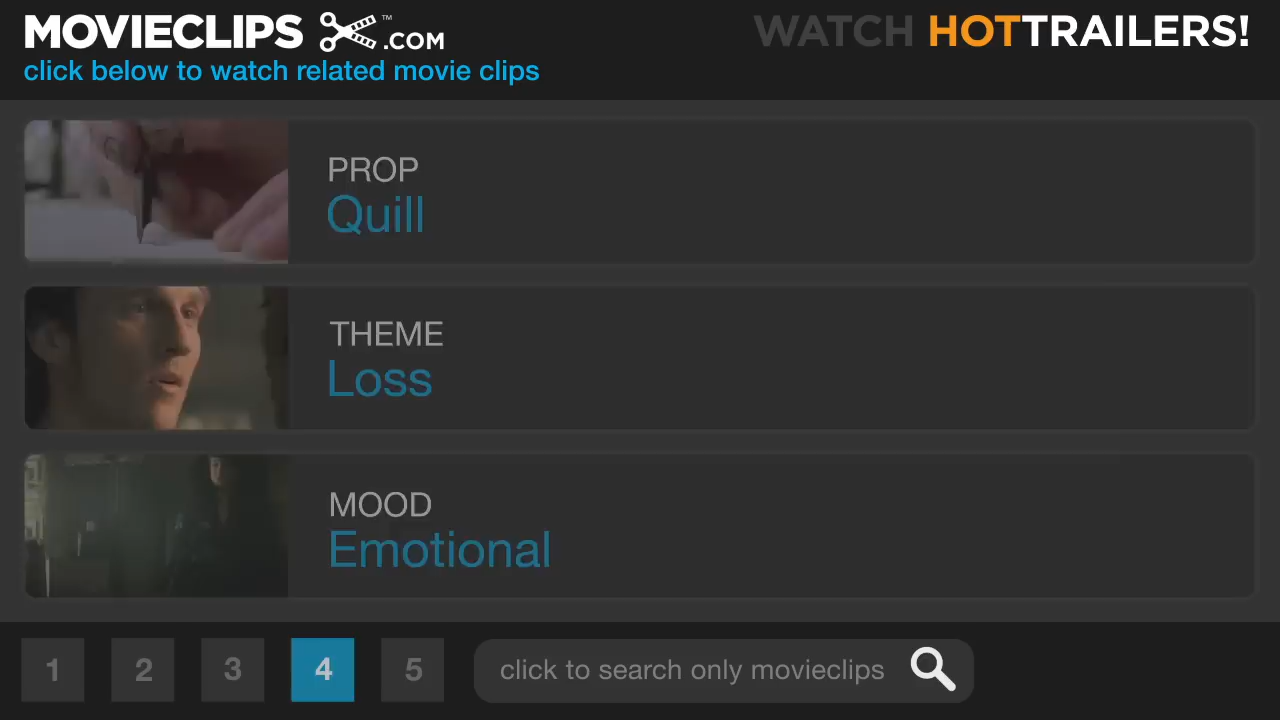 MOVIECLIPS ™ .COM
WATCH HOTTRAILERS!
click below to watch related movie clips
PROP
Quill
THEME
Loss
MOOD
Emotional
1 2 3 4 5 click to search only movieclips